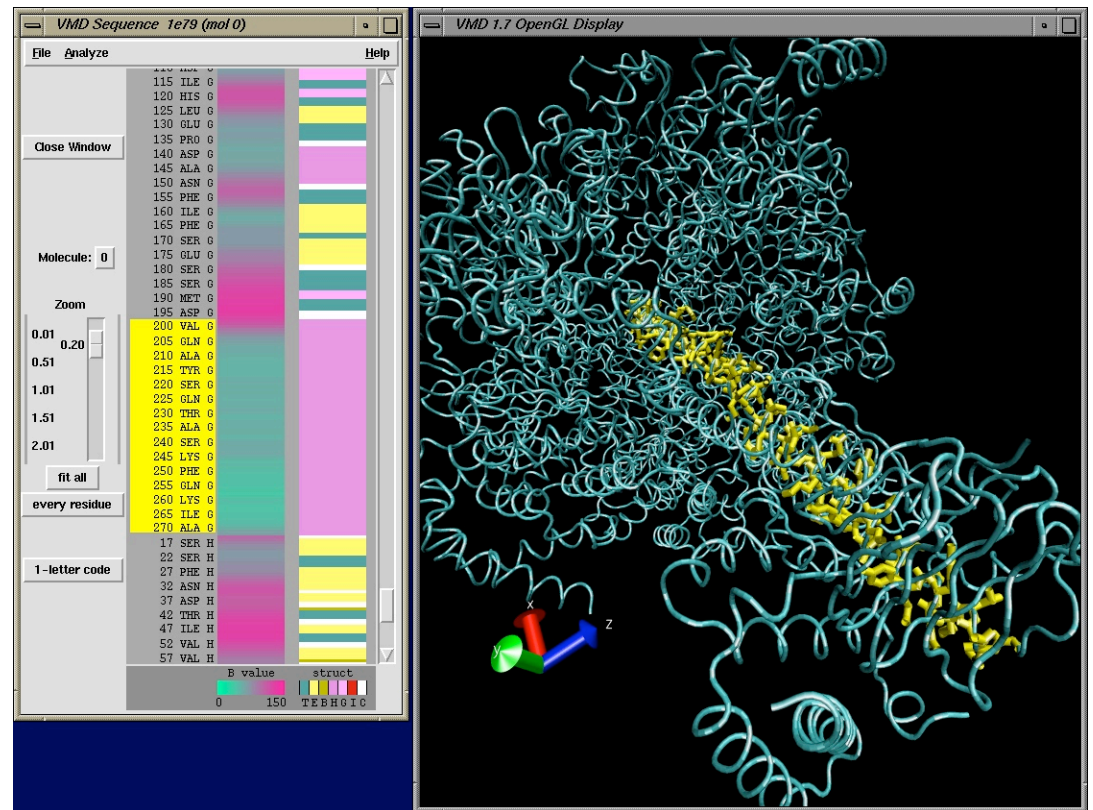 VMD Sequence 1e79 (mol 0)
File Analyze Help
115 ILE G
120 HIS G
125 LEU G
130 GLU G
135 PRO G
140 ASP G
145 ALA G
150 ASN G
155 PHE G
160 ILE G
165 PHE G
170 SER G
175 GLU G
180 SER G
185 SER G
190 MET G
195 ASP G
200 VAL G
205 GLN G
210 ALA G
215 TYR G
220 SER G
225 GLN G
230 THR G
235 ALA G
240 SER G
245 LYS G
250 PHE G
255 GLN G
260 LYS G
265 ILE G
270 ALA G
17 SER H
22 SER H
27 PHE H
32 ASN H
37 ASP H
42 THR H
47 ILE H
52 VAL H
57 VAL H
Close Window
Molecule: 0
Zoom
0.01
0.20
0.51
1.01
1.51
2.01
fit all
every residue
1-letter code
B value
0 150
struct
TEBHGIC
VMD 1.7 OpenGL Display
x
y
z